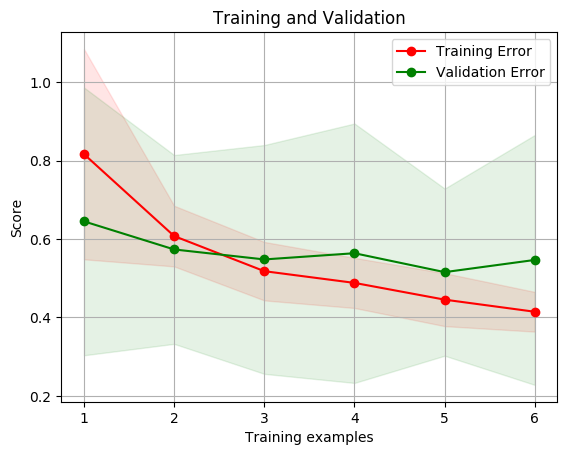 Training and Validation
Training Error
Validation Error
Score
1.0
0.8
0.6
0.4
0.2
1 2 3 4 5 6
Training examples